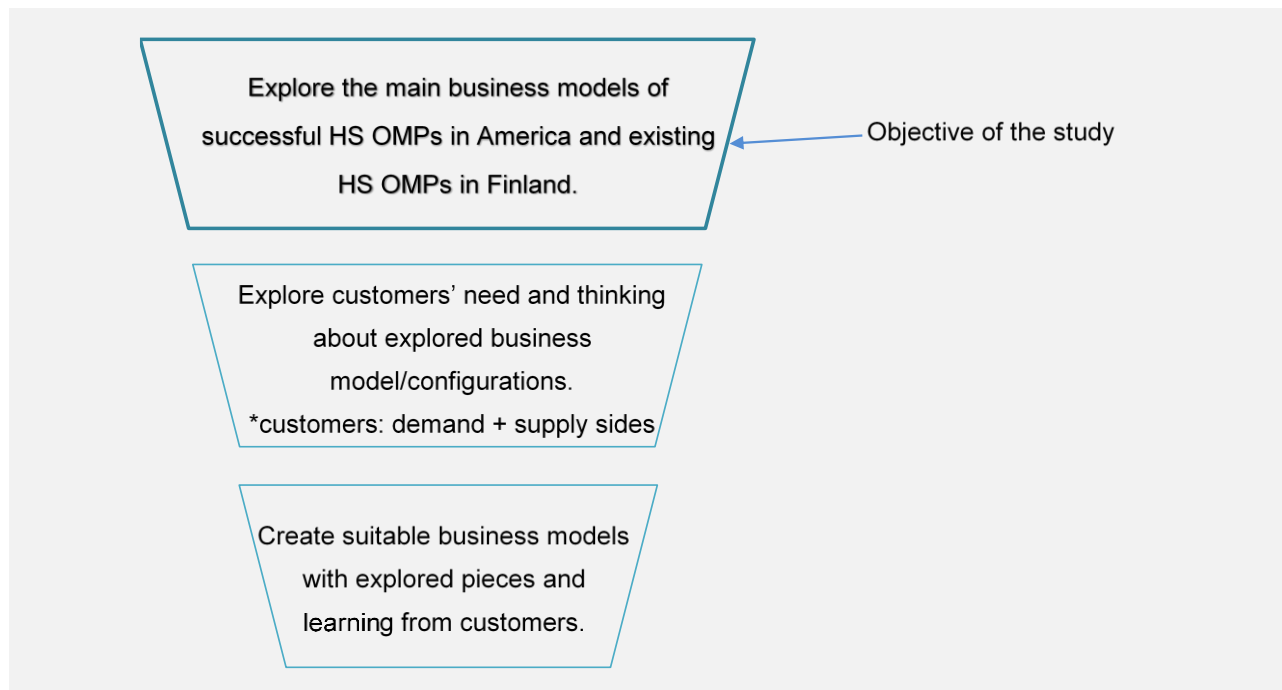 Explore the main business models of
successful HS OMPs in America and existing
HS OMPs in Finland.
Objective of the study
Explore customers’ need and thinking
about explored business
model/configurations.
*customers: demand + supply sides
Create suitable business models
with explored pieces and
learning from customers.